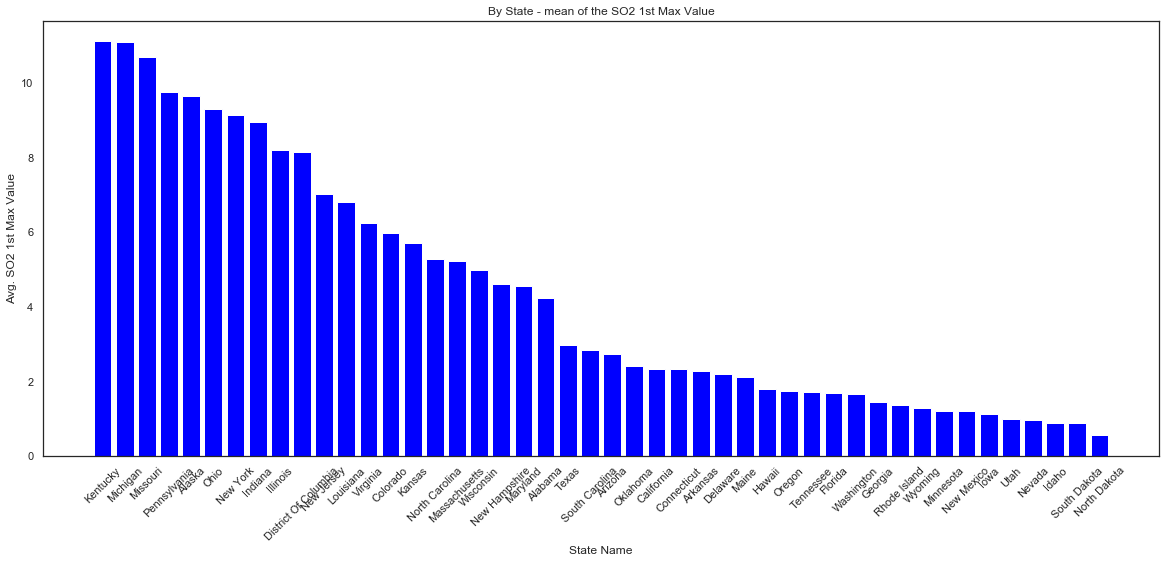 By State - mean of the SO2 1st Max Value
Avg. SO2 1st Max Value
10
8
6
4
2
0
Kentucky
Michigan
Missouri
Pennsylvania
Alaska
Ohio
New York
Indiana
Illinois
District Of Columbia
New Jersey
Louisiana
Virginia
Colorado
Kansas
North Carolina
Massachusetts
Wisconsin
New Hampshire
Maryland
Alabama
Texas
South Carolina
Arizona
Oklahoma
California
Connecticut
Arkansas
Delaware
Maine
Hawaii
Oregon
Tennessee
Florida
Washington
Georgia
Rhode Island
Wyoming
Minnesota
New Mexico
Iowa
Utah
Nevada
Idaho
South Dakota
North Dakota
State Name